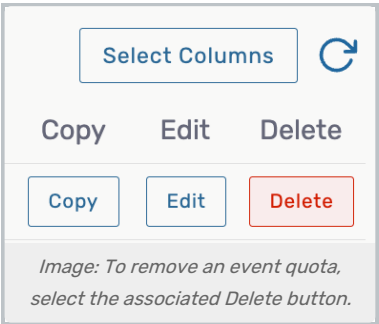 Select Columns
Copy Edit Delete
Copy Edit Delete
Image: To remove an event quota,
select the associated Delete button.